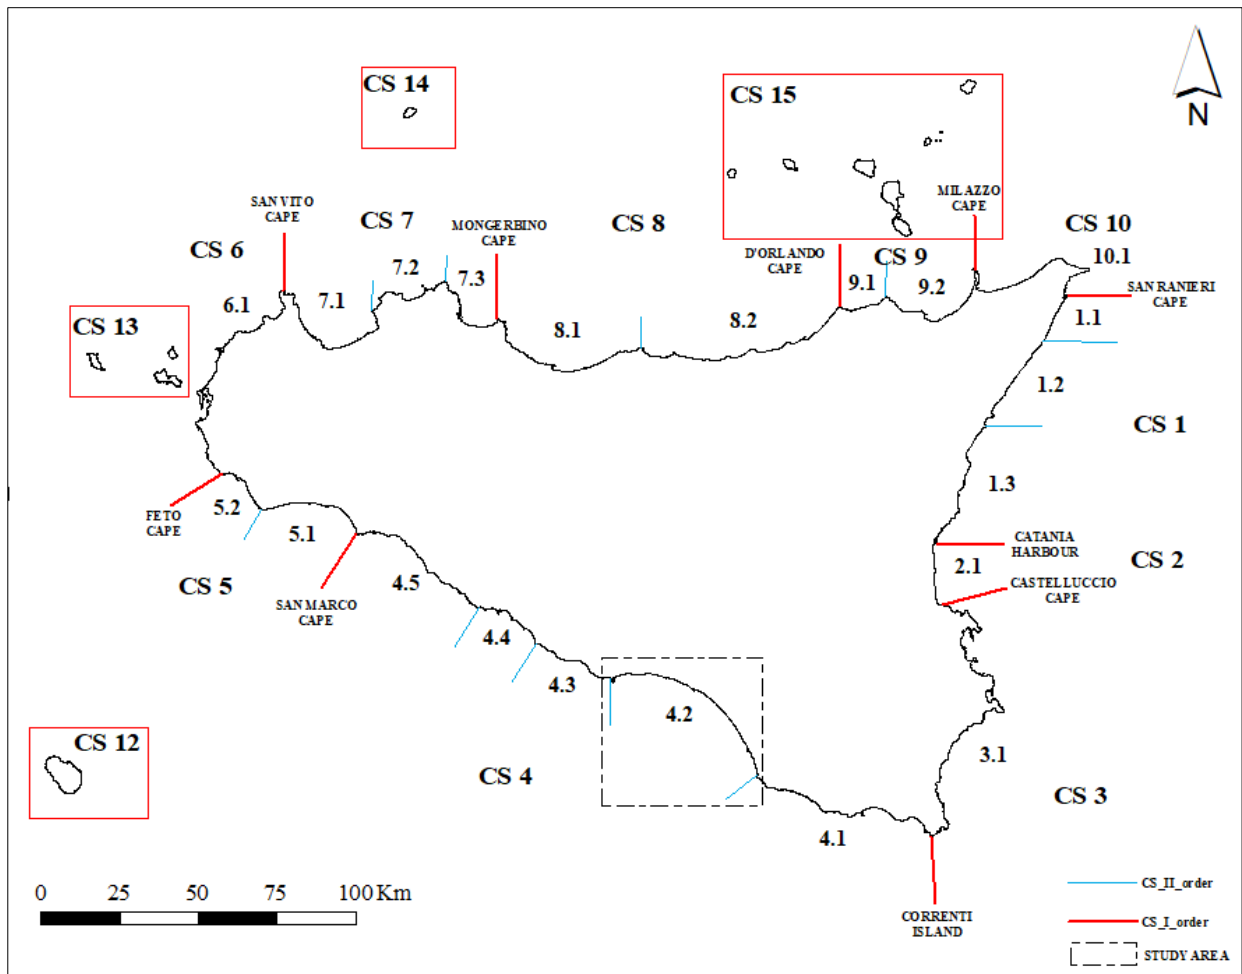 CS 14
CS 15
N
SAN VITO
CAPE
CS 7
MONGERBINO
CAPE
CS 8
MILAZZO
CAPE
CS 10
CS 6
D'ORLANDO
CAPE
CS 9
10.1
7.2
7.3
9.1
9.2
SAN RANIERI
CAPE
6.1
7.1
CS 13
8.1
8.2
1.1
1.2
CS 1
1.3
5.2
FETO
CAPE
5.1
CATANIA
HARBOUR
CS 2
2.1
CS 5
4.5
CASTELLUCCIO
CAPE
SAN MARCO
CAPE
4.4
4.3
4.2
CS 12
CS 4
3.1
CS 3
4.1
0 25 50 75 100 Km
CORRENTI
ISLAND
CS_II_order
CS_I_order
STUDY AREA